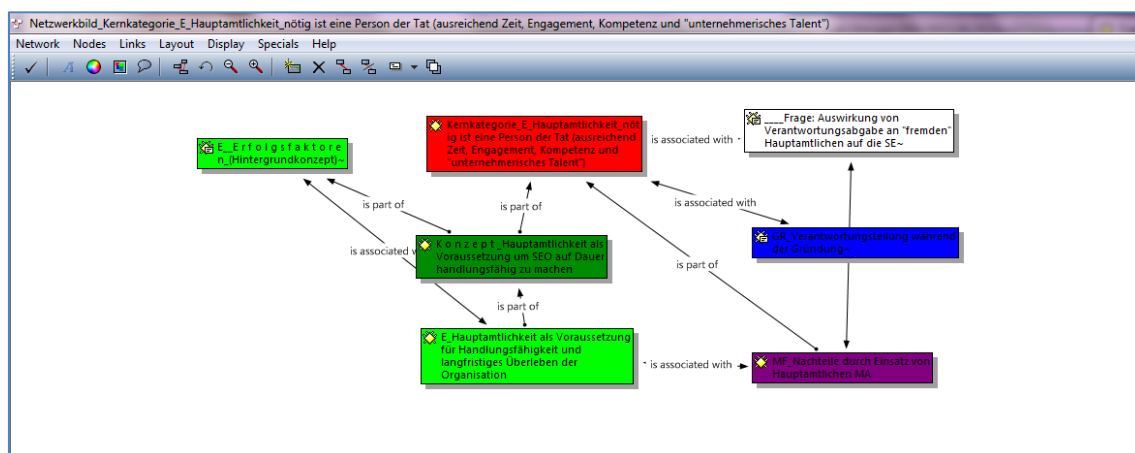 Netzwerkbild_Kernkategorie_E_Hauptamtlichkeit_nötig ist eine Person der Tat (ausreichend Zeit, Engagement, Kompetenz und "unternehmerisches Talent")
Network Nodes Links Layout Display Specials Help
E__E r f o l g s f a k t o r e
n_(Hintergrundkonzept)~
Kernkategorie_E_Hauptamtlichkeit_nöt
ig ist eine Person der Tat (ausreichend
Zeit, Engagement, Kompetenz und
"unternehmerisches Talent")
is associated with
____Frage: Auswirkung von
Verantwortungsabgabe an "fremden"
Hauptamtlichen auf die SE~
is part of
is part of
is associated with
is associated w
K o n z e p t _Hauptamtlichkeit als
Voraussetzung um SEO auf Dauer
handlungsfähig zu machen
GR_Verantwortungsteilung während
der Gründung~
is part of
is part of
E_Hauptamtlichkeit als Voraussetzung
für Handlungsfähigkeit und
langfristiges Überleben der
Organisation
is associated with
MF_Nachteile durch Einsatz von
Hauptamtlichen MA